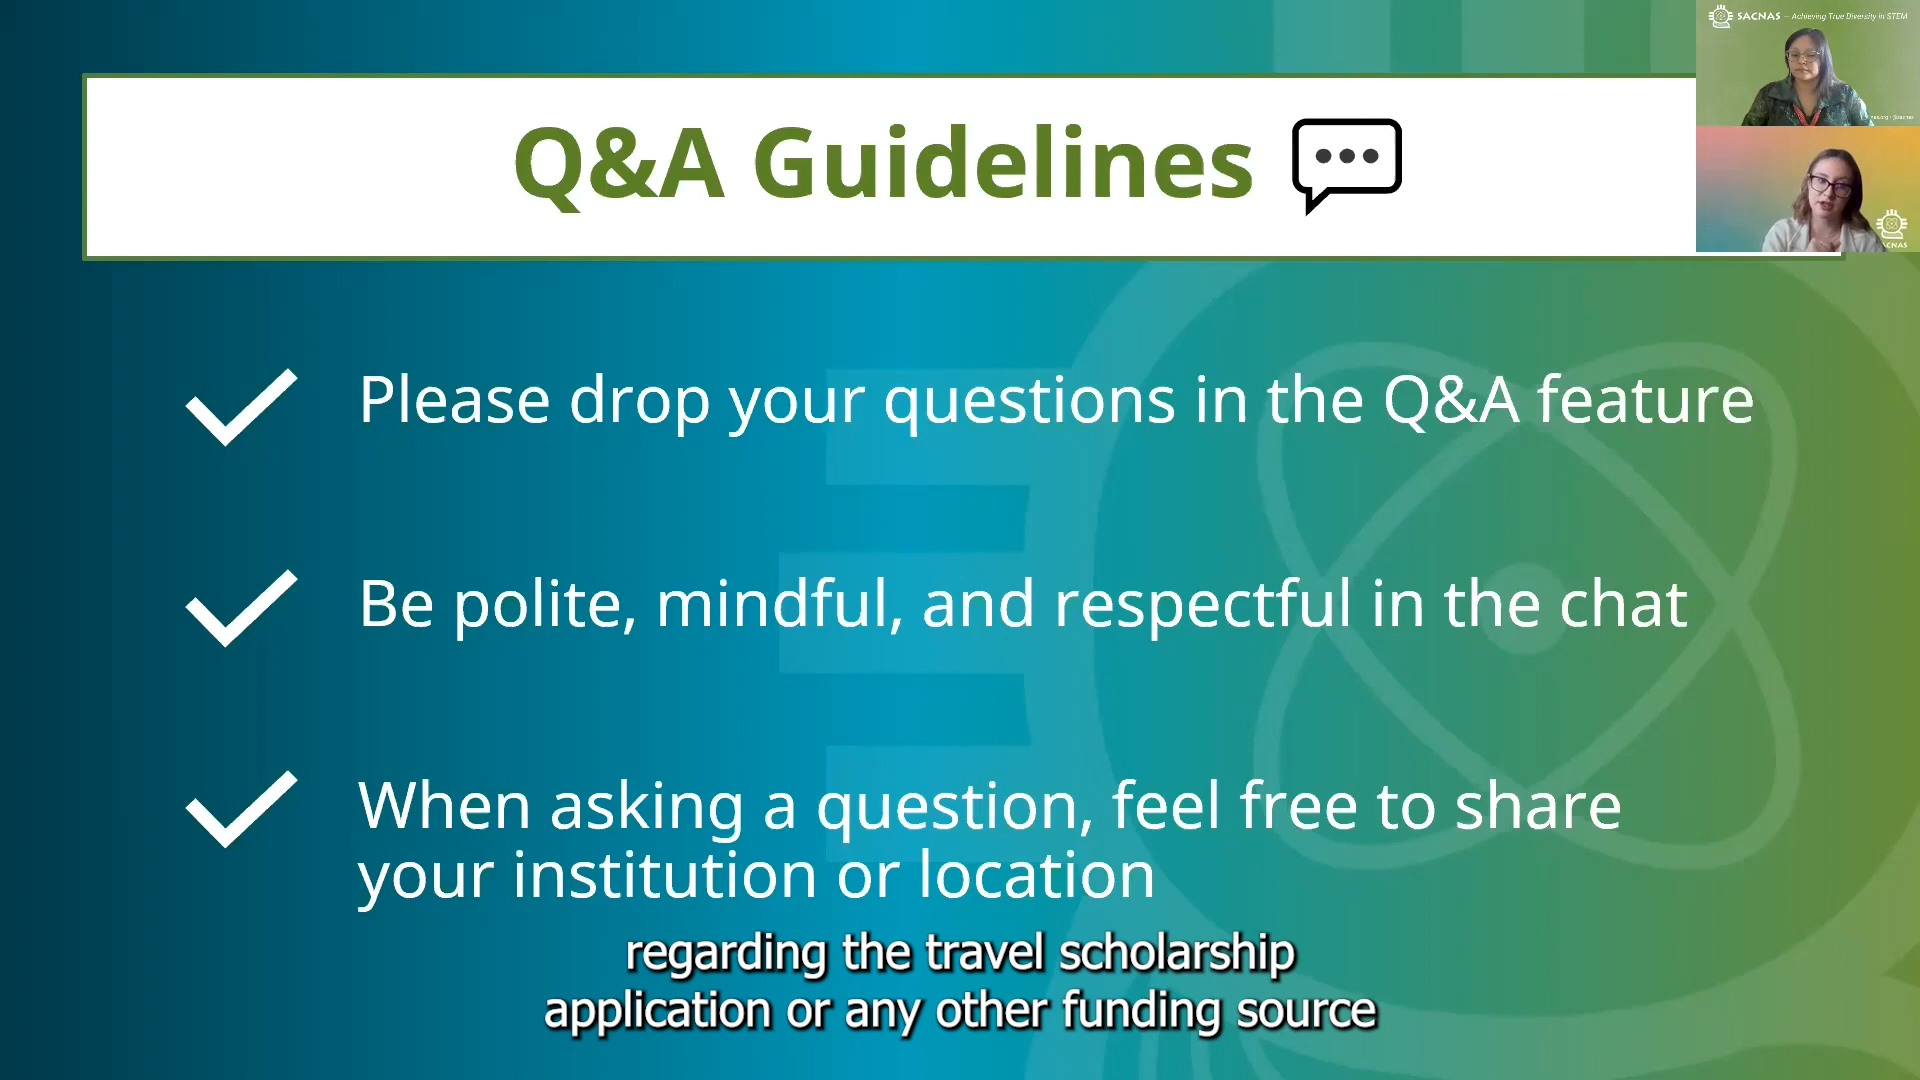 SACNAS — Achieving True Diversity in STEM
Q&A Guidelines
Please drop your questions in the Q&A feature
Be polite, mindful, and respectful in the chat
When asking a question, feel free to share
your institution or location
regarding the travel scholarship
application or any other funding source